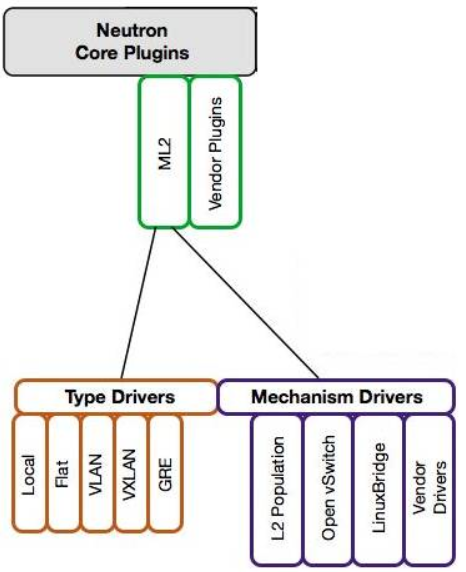 Neutron
Core Plugins
ML2
Vendor Plugins
Type Drivers
Mechanism Drivers
Local
Flat
VLAN
VXLAN
GRE
L2 Population
Open vSwitch
LinuxBridge
Vendor
Drivers